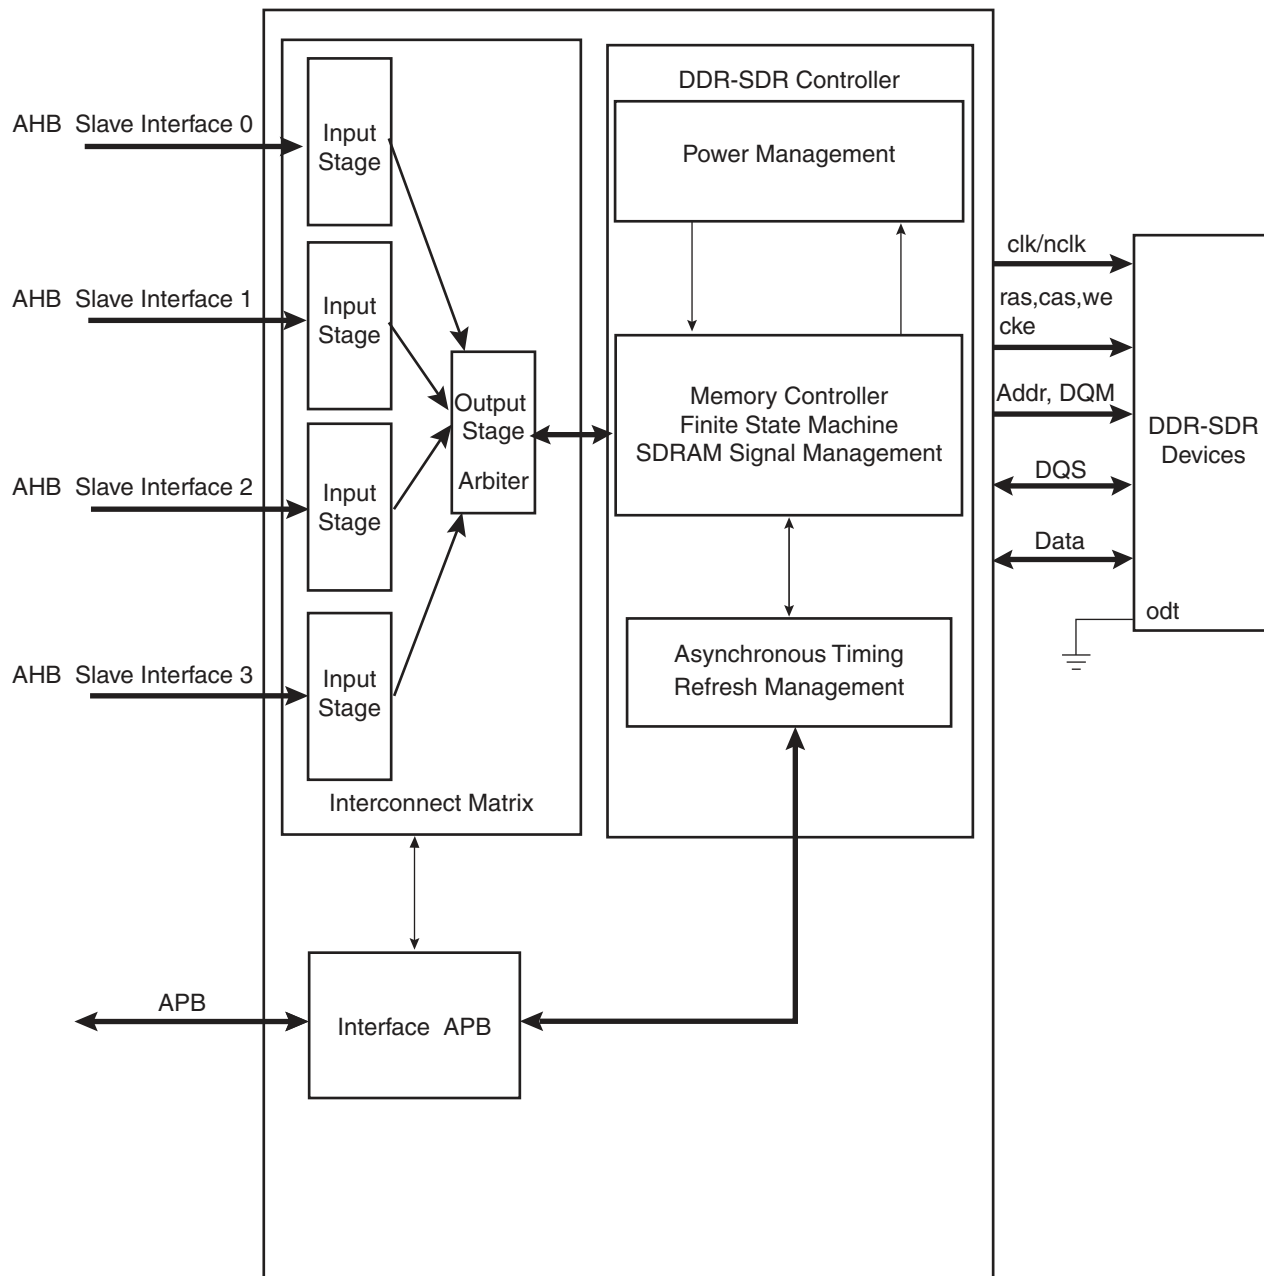 AHB Slave Interface 0
AHB Slave Interface 1
AHB Slave Interface 2
AHB Slave Interface 3
Input
Stage
Input
Stage
Input
Stage
Input
Stage
Output
Stage
Arbiter
Interconnect Matrix
DDR-SDR Controller
Power Management
Memory Controller
Finite State Machine
SDRAM Signal Management
Asynchronous Timing
Refresh Management
clk/nclk
ras,cas,we
cke
Addr, DQM
DQS
Data
DDR-SDR
Devices
odt
APB
Interface APB